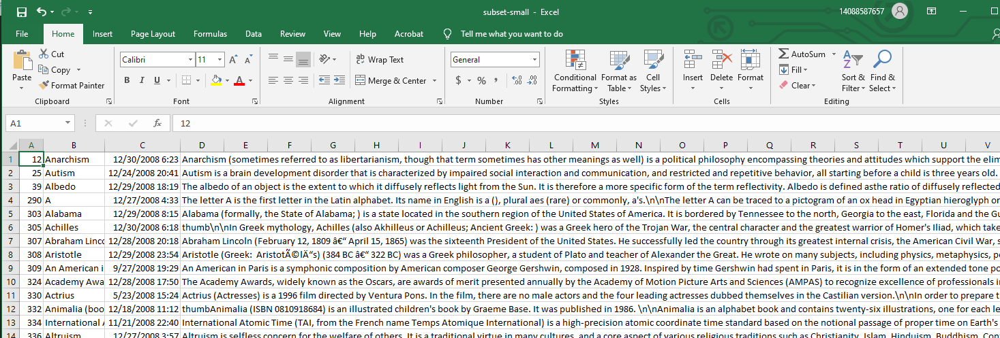 subset-small - Excel
14088587657
File Home Insert Page Layout Formulas Data Review View Help Acrobat Tell me what you want to do
Paste
Cut
Copy
Format Painter
Clipboard
Calibri 11
B I U
Font
Wrap Text
Merge & Center
Alignment
General
$ % ,
Number
Conditional Formatting
Format as Table
Cell Styles
Styles
Insert Delete Format
Cells
AutoSum
Fill
Clear
Sort & Filter
Find & Select
Editing
A1 fx 12
A B C D E F G H I J K L M N O P Q R S T U V
1 12 Anarchism 12/30/2008 6:23 Anarchism (sometimes referred to as libertarianism, though that term sometimes has other meanings as well) is a political philosophy encompassing theories and attitudes which support the elim
2 25 Autism 12/24/2008 20:41 Autism is a brain development disorder that is characterized by impaired social interaction and communication, and restricted and repetitive behavior, all starting before a child is three years old.
3 39 Albedo 12/29/2008 18:19 The albedo of an object is the extent to which it diffusely reflects light from the Sun. It is therefore a more specific form of the term reflectivity. Albedo is defined asthe ratio of diffusely reflected
4 290 A 12/27/2008 4:33 The letter A is the first letter in the Latin alphabet. Its name in English is a (), plural aes (rare) or commonly, a's.\n\nThe letter A can be traced to a pictogram of an ox head in Egyptian hieroglyph or
5 303 Alabama 12/29/2008 8:15 Alabama (formally, the State of Alabama; ) is a state located in the southern region of the United States of America. It is bordered by Tennessee to the north, Georgia to the east, Florida and the Gu
6 305 Achilles 12/30/2008 6:18 thumb\n\nIn Greek mythology, Achilles (also Akhilleus or Achilleus; Ancient Greek: ) was a Greek hero of the Trojan War, the central character and the greatest warrior of Homer's Iliad, which take
7 307 Abraham Linc 12/28/2008 20:18 Abraham Lincoln (February 12, 1809 â€“ April 15, 1865) was the sixteenth President of the United States. He successfully led the country through its greatest internal crisis, the American Civil War, s
8 308 Aristotle 12/29/2008 23:54 Aristotle (Greek: AristotÃ©lÄ“s) (384 BC â€“ 322 BC) was a Greek philosopher, a student of Plato and teacher of Alexander the Great. He wrote on many subjects, including physics, metaphysics, p
9 309 An American i 9/27/2008 19:29 An American in Paris is a symphonic composition by American composer George Gershwin, composed in 1928. Inspired by time Gershwin had spent in Paris, it is in the form of an extended tone po
10 324 Academy Awa 12/28/2008 17:50 The Academy Awards, widely known as the Oscars, are awards of merit presented annually by the Academy of Motion Picture Arts and Sciences (AMPAS) to recognize excellence of professionals i
11 330 Actrius 5/23/2008 15:24 Actrius (Actresses) is a 1996 film directed by Ventura Pons. In the film, there are no male actors and the four leading actresses dubbed themselves in the Castilian version.\n\nIn order to prepare t
12 332 Animalia (boo 12/18/2008 11:12 thumbAnimalia (ISBN 0810918684) is an illustrated children's book by Graeme Base. It was published in 1986. \n\nAnimalia is an alphabet book and contains twenty-six illustrations, one for each le
13 334 International A 11/21/2008 22:40 International Atomic Time (TAI, from the French name Temps Atomique International) is a high-precision atomic coordinate time standard based on the notional passage of proper time on Earth's
14 336 Altruism 12/27/2008 3:57 Altruism is selfless concern for the welfare of others. It is a traditional virtue in many cultures, and a core aspect of various religious traditions such as Christianity, Islam, Hinduism, Buddhism, Con